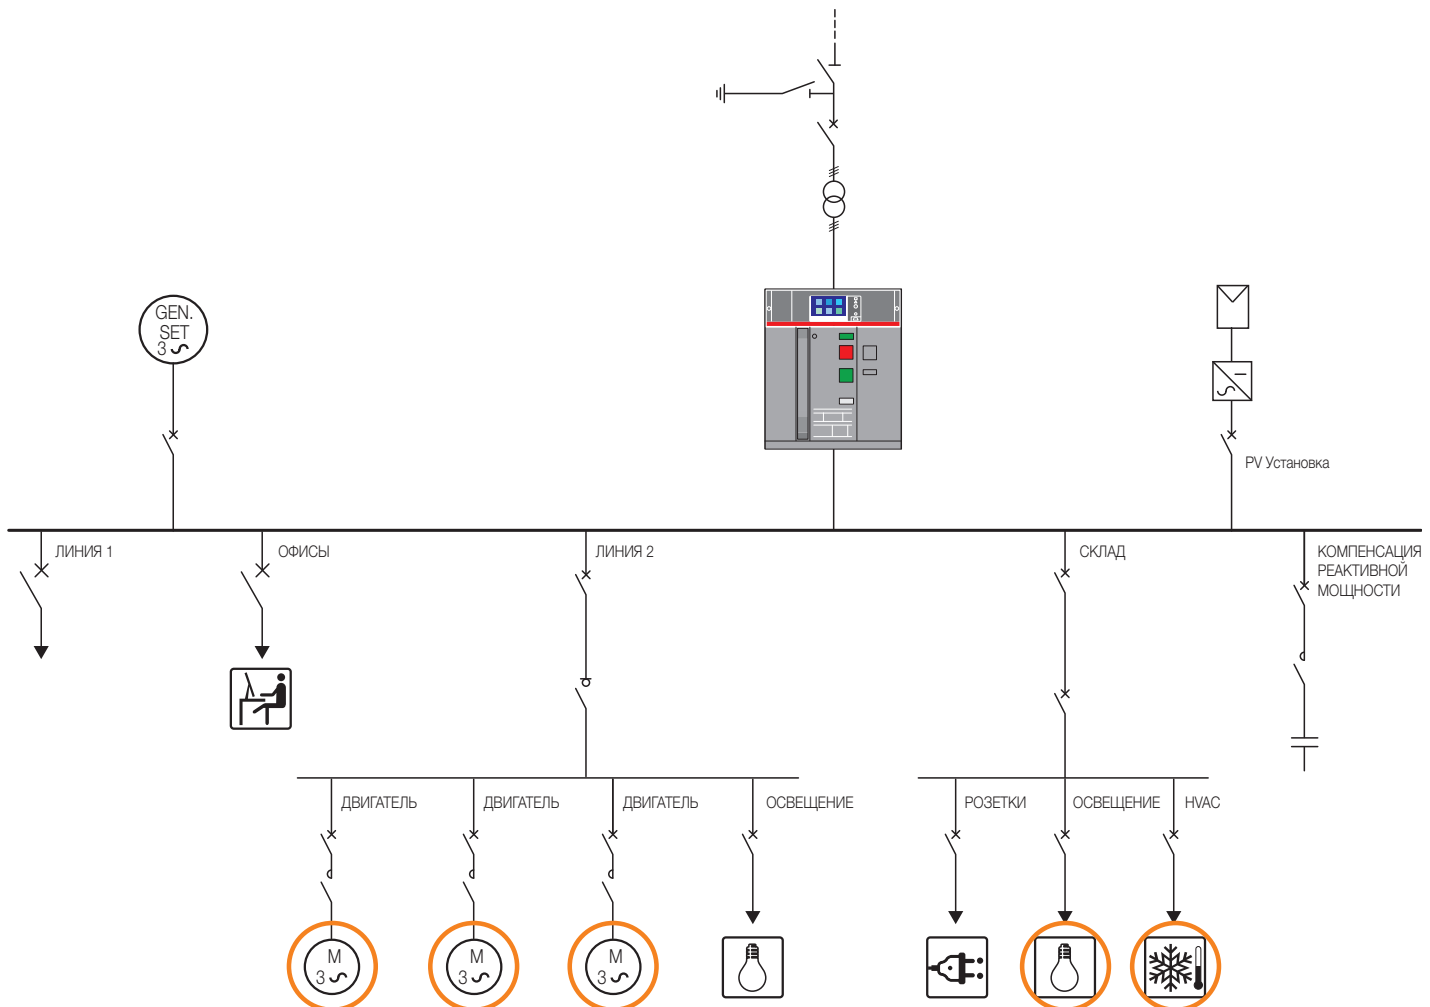 GEN.
SET
3
PV Установка
ЛИНИЯ 1
ОФИСЫ
ЛИНИЯ 2
СКЛАД
КОМПЕНСАЦИЯ
РЕАКТИВНОЙ
МОЩНОСТИ
ДВИГАТЕЛЬ
ДВИГАТЕЛЬ
ДВИГАТЕЛЬ
ОСВЕЩЕНИЕ
РОЗЕТКИ
ОСВЕЩЕНИЕ
HVAC
M
3
M
3
M
3